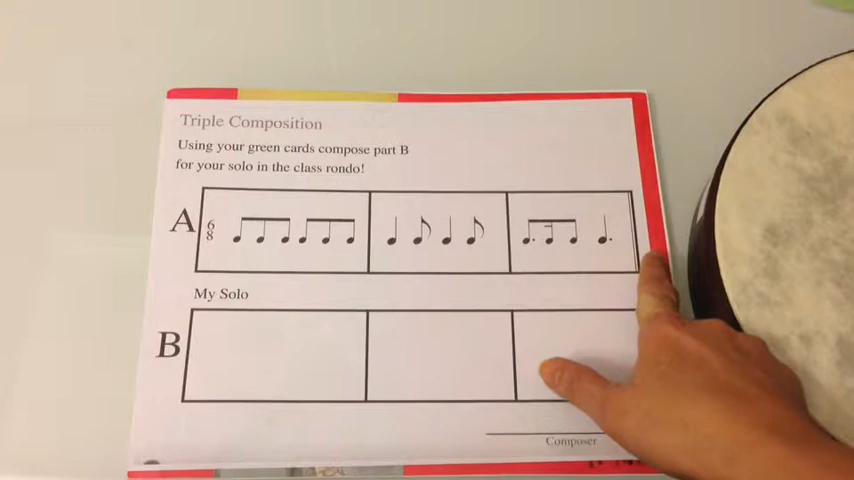 Triple Composition
Using your green cards compose part B
for your solo in the class rondo!
A
6
8
My Solo
B
Composer